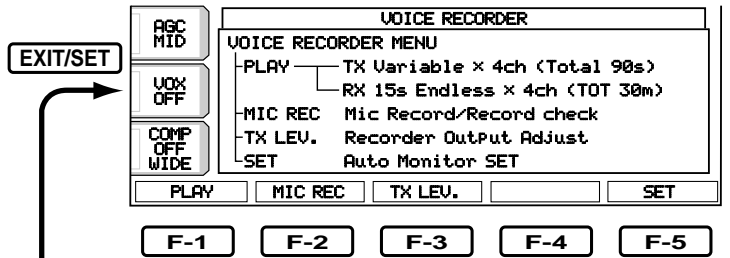 AGC
MID
VOICE RECORDER
EXIT/SET
VOICE RECORDER MENU
PLAY TX Variable × 4ch (Total 90s)
VOX
OFF
RX 15s Endless × 4ch (TOT 30m)
MIC REC Mic Record/Record check
COMP
OFF
WIDE
TX LEV. Recorder OutPut Adjust
SET Auto Monitor SET
PLAY MIC REC TX LEV. SET
F-1 F-2 F-3 F-4 F-5